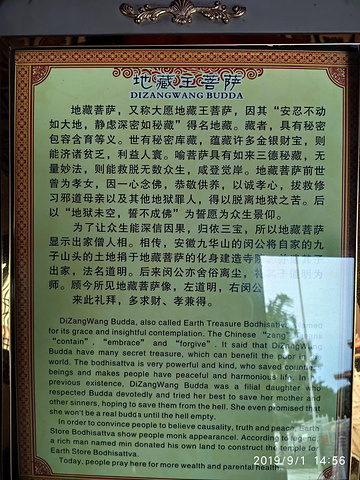 地藏王菩萨
DIZANGWANG BUDDA
地藏菩萨，又称大愿地藏王菩萨，因其“安忍不动
如大地，静虑深密如秘藏”得名地藏。藏者，具有秘密
包容含育等义。世有秘密库藏，蕴藏许多金银财宝，则
能济诸贫乏，利益人寰。喻菩萨具有如来三德秘藏，无
量妙法，则能救脱无数众生，咸登觉岸。地藏菩萨前世
曾为孝女，因一心念佛，恭敬供养，以诚孝心，拔救修
习邪道母亲以及其他地狱罪人，得以脱离地狱之苦。后
以“地狱未空，誓不成佛”为誓愿为众生景仰。
为了让众生能深信因果，归依三宝，所以地藏菩萨
显示出家僧人相。相传，安徽九华山的闵公将自家的九
子山头的土地捐于地藏菩萨的化身建造寺
出家，法名道明。后来闵公亦舍俗离尘，礼其子道明为
师。顾今所见地藏菩萨像，左道明，右闵公
来此礼拜，多求财、孝兼得。
DiZangWang Budda, also called Earth Treasure Bodhisattva, named
for its grace and insightful contemplation. The Chinese “zang” means
“contain”, “embrace” and “forgive”. It said that DiZangWang
Budda have many secret treasure, which can benefit the poor in the
world. The bodhisattva is very powerful and kind, who saved countless
beings and makes people have peaceful and harmonious life. In the
previous existence, DiZangWang Budda was a filial daughter who
respected Budda devotedly and tried her best to save her mother and
other sinners, hoping to save them from the hell. She even promised that
she won't be a real budda until the hell empty.
In order to convince people to believe causality, truth and peace, Earth
Store Bodhisattva show people monk appearancel. According to legend,
a rich man named min donated his own land to construct the temple for
Earth Store Bodhisattva.
Today, people pray here for more wealth and parental health.
2019/9/1 14:56